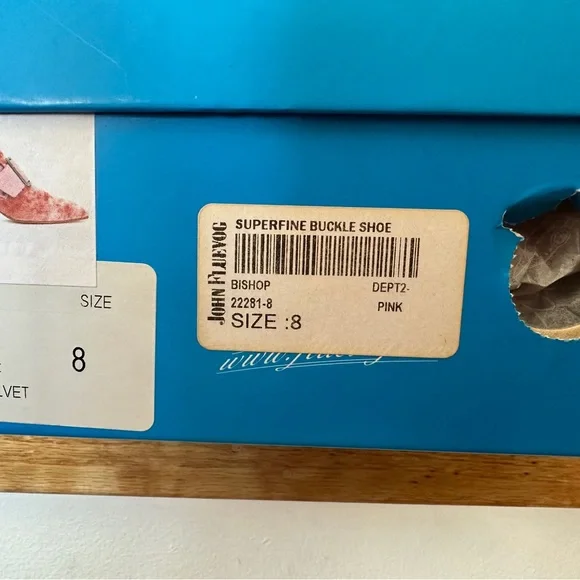 SIZE
8
LVET
JOHN FLUEVOG
SUPERFINE BUCKLE SHOE
BISHOP DEPT2-
22281-8 PINK
SIZE :8